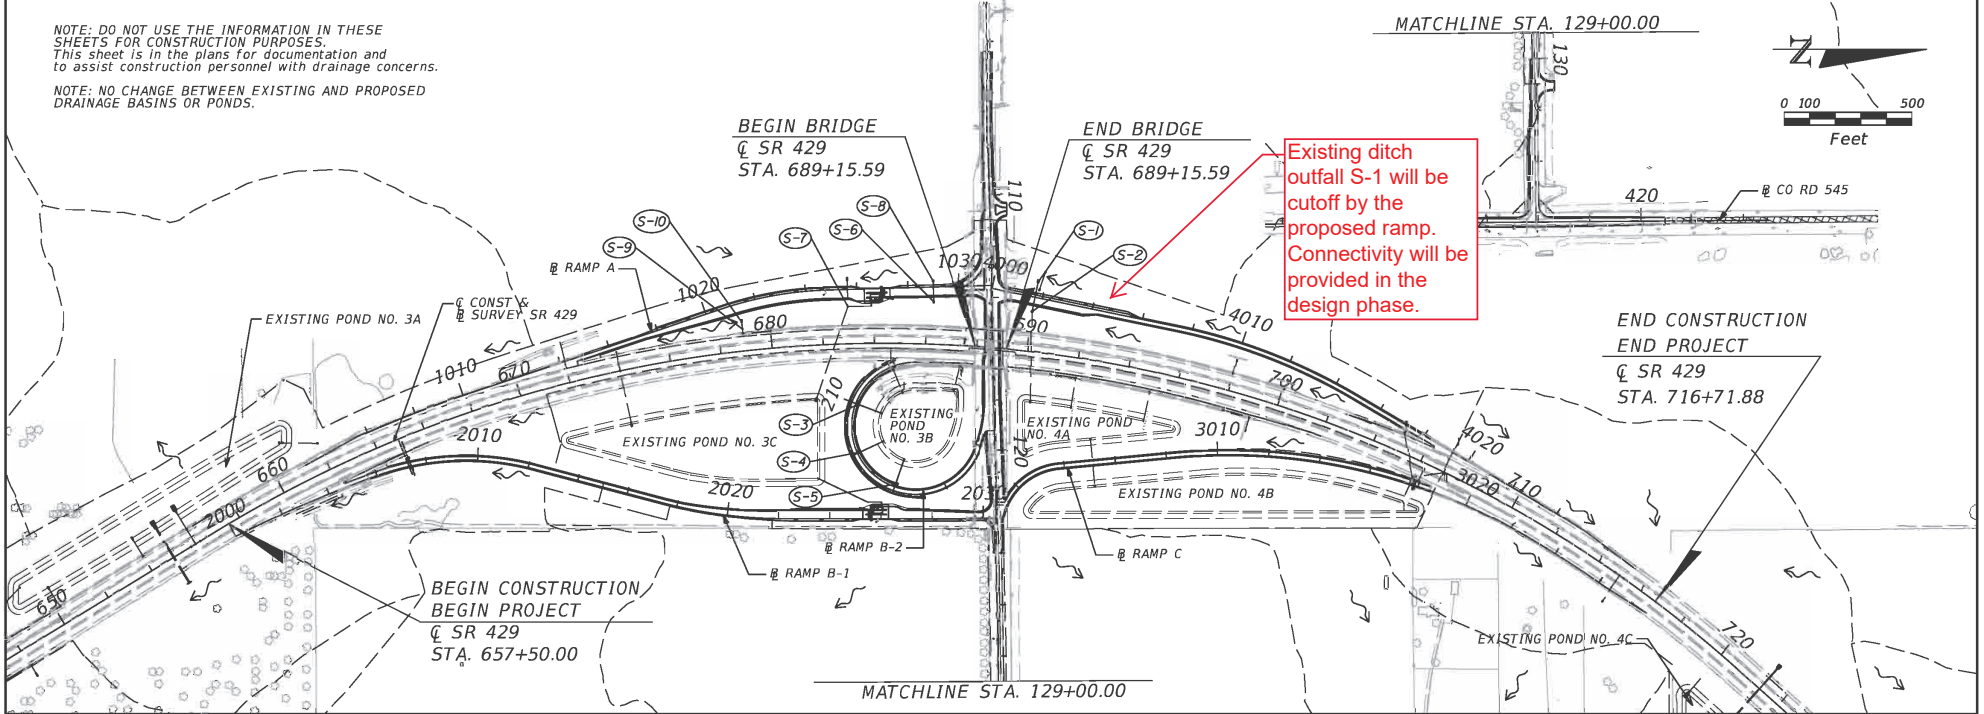 NOTE: DO NOT USE THE INFORMATION IN THESE
SHEETS FOR CONSTRUCTION PURPOSES.
This sheet is in the plans for documentation and
to assist construction personnel with drainage concerns.
NOTE: NO CHANGE BETWEEN EXISTING AND PROPOSED
DRAINAGE BASINS OR PONDS.
MATCHLINE STA. 129+00.00
130
N
0 100 500
Feet
BEGIN BRIDGE
℄ SR 429
STA. 689+15.59
END BRIDGE
℄ SR 429
STA. 689+15.59
Existing ditch
outfall S-1 will be
cutoff by the
proposed ramp.
Connectivity will be
provided in the
design phase.
420
BL CO RD 545
110
S-10
S-9
S-8
S-7
S-6
S-1
S-2
BL RAMP A
1020
1030
4000
℄ CONST &
BL SURVEY SR 429
EXISTING POND NO. 3A
680
690
4010
END CONSTRUCTION
END PROJECT
℄ SR 429
STA. 716+71.88
1010
670
700
210
EXISTING
POND
NO. 3B
EXISTING POND
NO. 4A
S-3
2010
EXISTING POND NO. 3C
3010
4020
120
S-4
660
S-5
2020
2030
EXISTING POND NO. 4B
3020
710
2000
BL RAMP B-2
BL RAMP C
BL RAMP B-1
650
BEGIN CONSTRUCTION
BEGIN PROJECT
℄ SR 429
STA. 657+50.00
EXISTING POND NO. 4C
720
MATCHLINE STA. 129+00.00